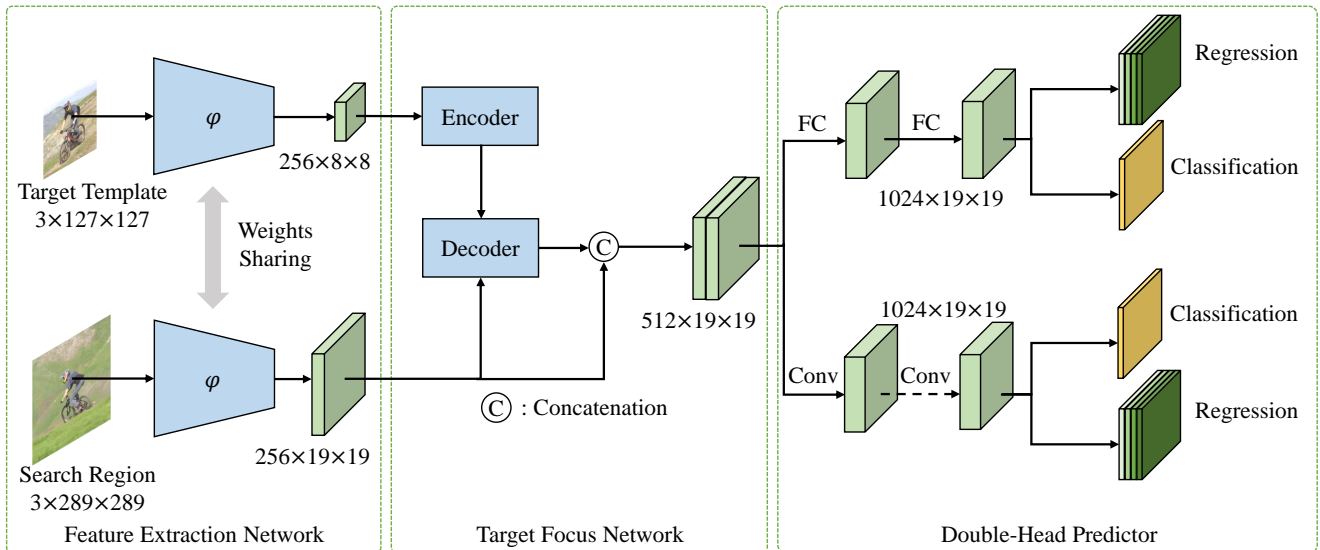 φ
256×8×8
Target Template
3×127×127
Weights
Sharing
φ
256×19×19
Search Region
3×289×289
Feature Extraction Network
Encoder
Decoder
C
512×19×19
C : Concatenation
Target Focus Network
FC
FC
1024×19×19
Regression
Classification
1024×19×19
Conv
Conv
Classification
Regression
Double-Head Predictor